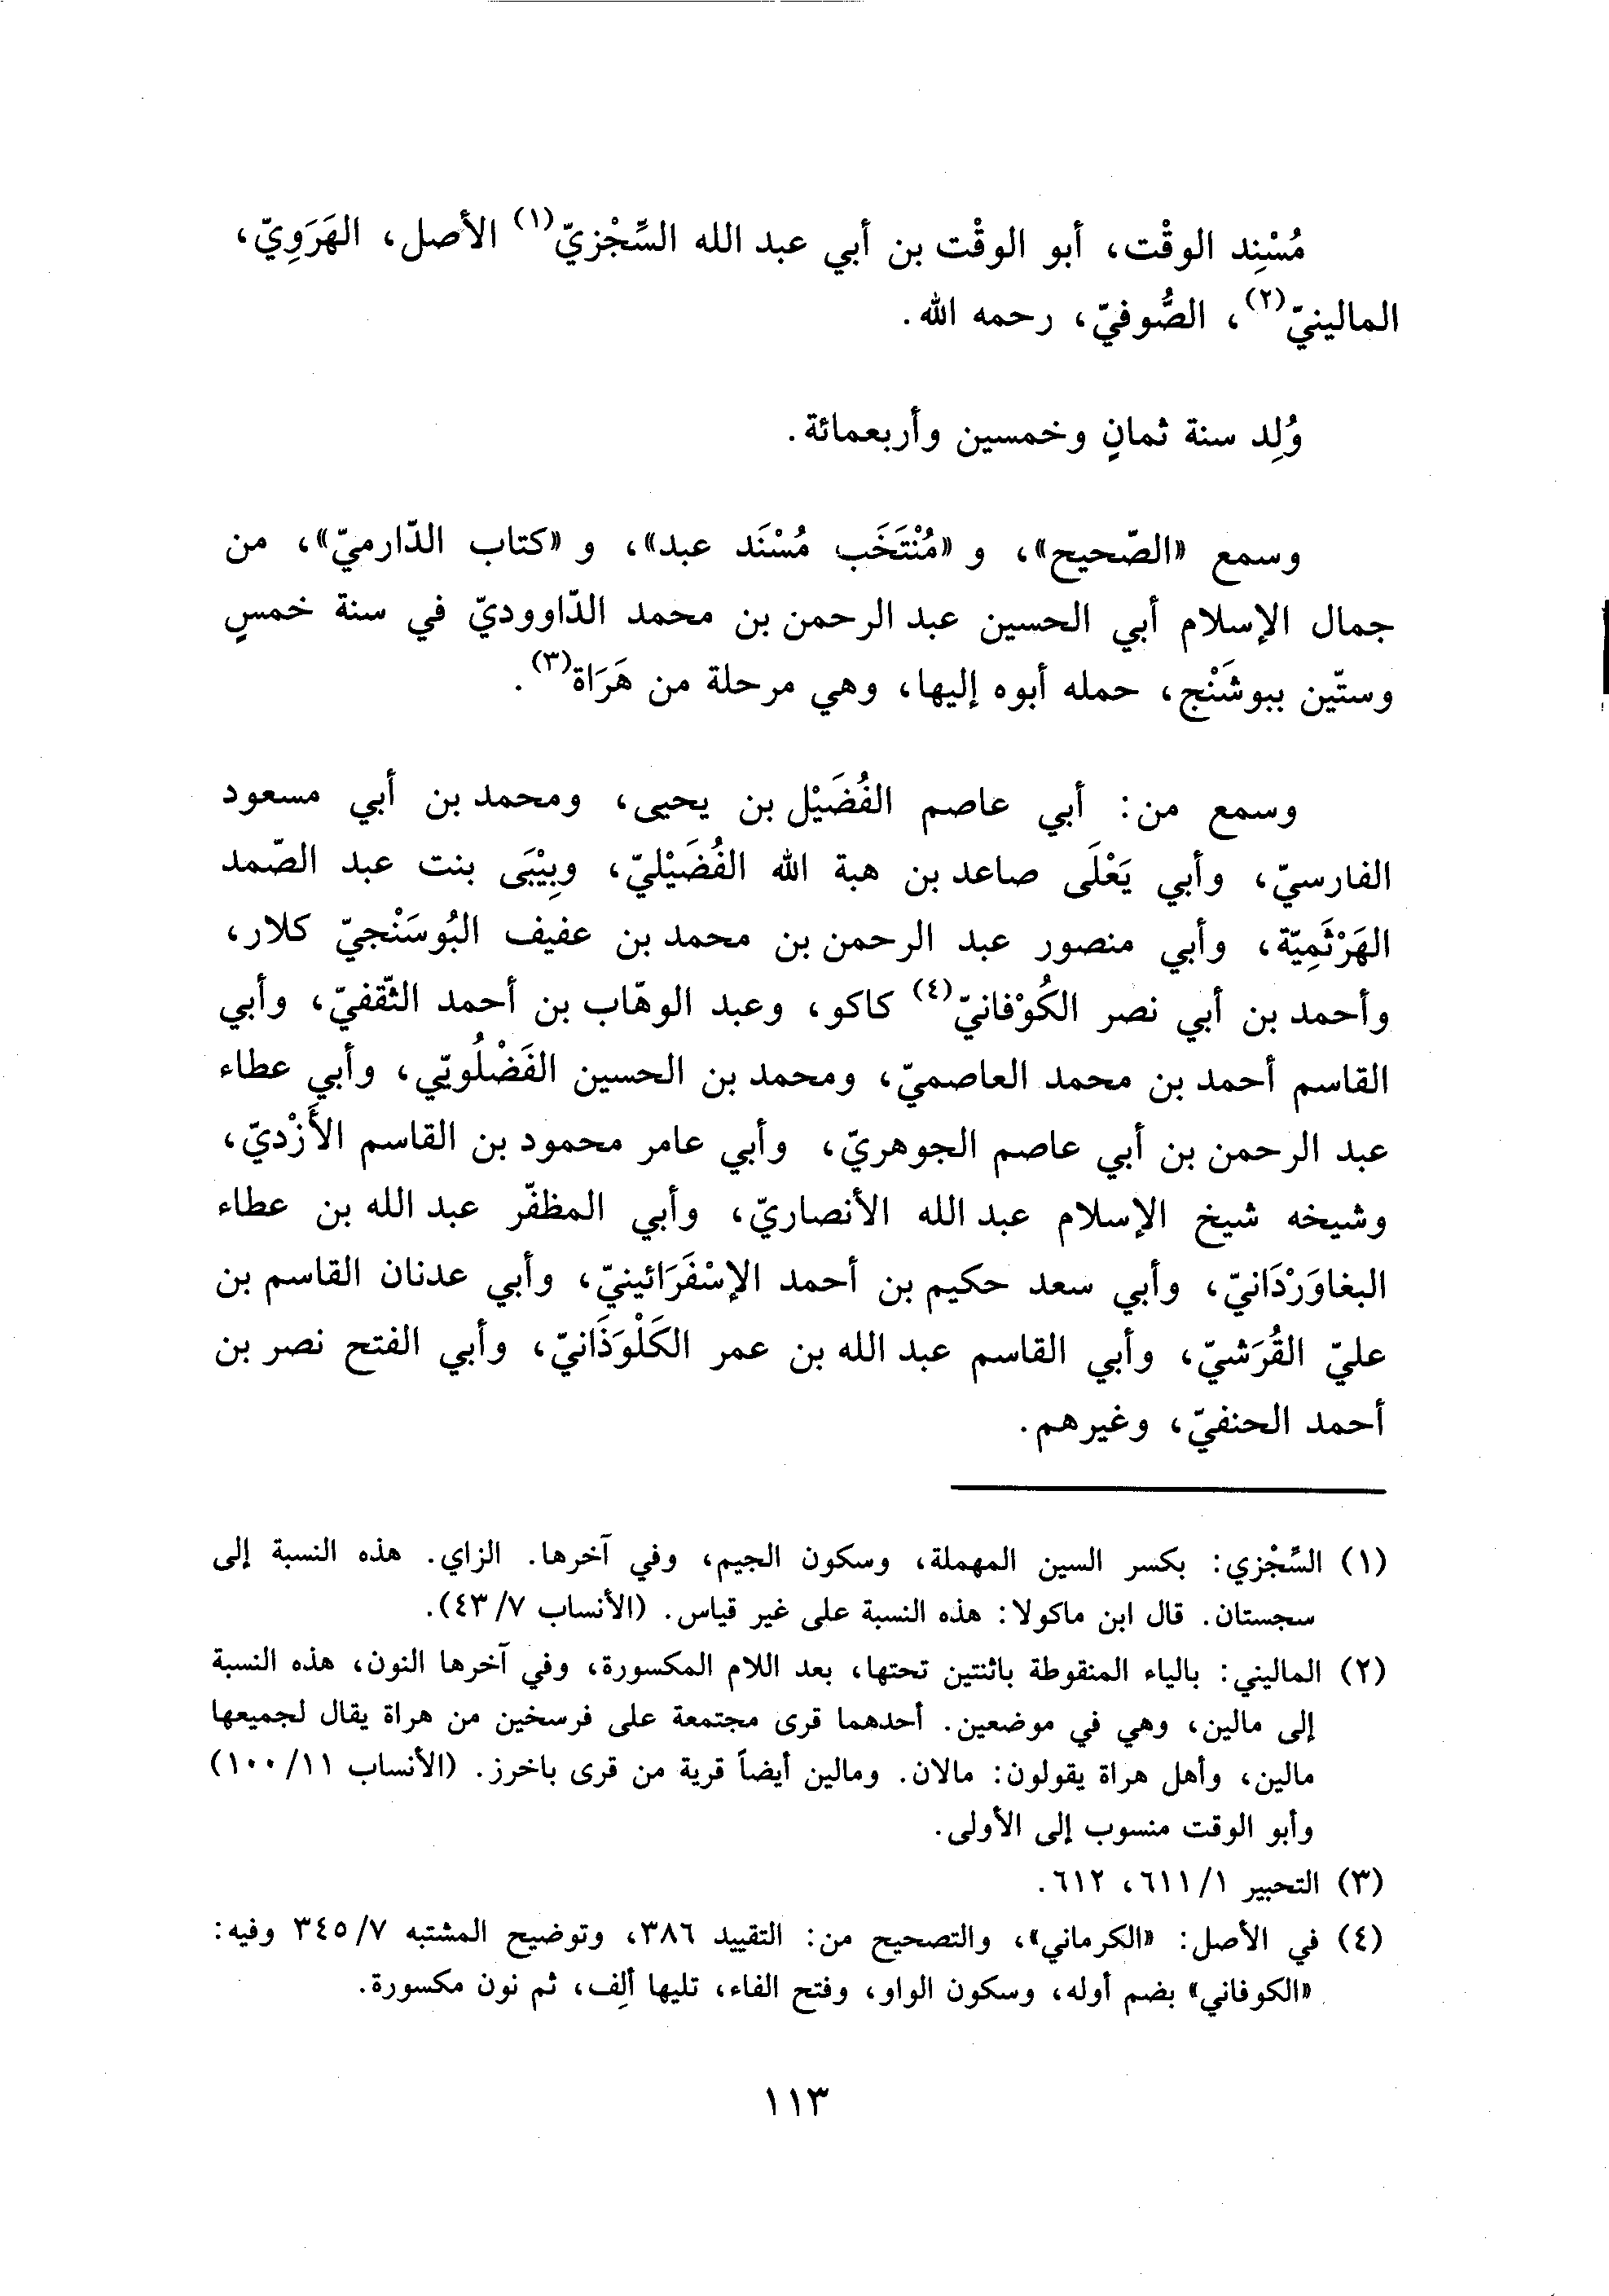 مُسْنِد الوقْت، أبو الوقْت بن أبي عبد الله السِّجْزيّ(١) الأصل، الهَرَوِيّ،
المالينيّ(٢)، الصُّوفيّ، رحمه الله.
وُلِد سنة ثمانٍ وخمسين وأربعمائة.
وسمع «الصّحيح»، و «مُنْتَخَب مُسْنَد عبد»، و «كتاب الدّارميّ»، من
جمال الإسلام أبي الحسين عبد الرحمن بن محمد الدّاووديّ في سنة خمسٍ
وستّين ببوشَنْج، حمله أبوه إليها، وهي مرحلة من هَرَاة(٣).
وسمع من: أبي عاصم الفُضَيْل بن يحيى، ومحمد بن أبي مسعود
الفارسيّ، وأبي يَعْلَى صاعد بن هبة الله الفُضَيْليّ، وبِيْبَى بنت عبد الصّمد
الهَرْثَمِيّة، وأبي منصور عبد الرحمن بن محمد بن عفيف البُوسَنْجيّ كلار،
وأحمد بن أبي نصر الكُوْفانيّ(٤) كاكو، وعبد الوهّاب بن أحمد الثّقفيّ، وأبي
القاسم أحمد بن محمد العاصميّ، ومحمد بن الحسين الفَضْلُويّي، وأبي عطاء
عبد الرحمن بن أبي عاصم الجوهريّ، وأبي عامر محمود بن القاسم الأَزْديّ،
وشيخه شيخ الإسلام عبد الله الأنصاريّ، وأبي المظفّر عبد الله بن عطاء
البغاوَرْدَانيّ، وأبي سعد حكيم بن أحمد الإسْفَرَائينيّ، وأبي عدنان القاسم بن
عليّ القُرَشيّ، وأبي القاسم عبد الله بن عمر الكَلْوَذَانيّ، وأبي الفتح نصر بن
أحمد الحنفيّ، وغيرهم.
(١) السِّجْزي: بكسر السين المهملة، وسكون الجيم، وفي آخرها. الزاي. هذه النسبة إلى
سجستان. قال ابن ماكولا: هذه النسبة على غير قياس. (الأنساب ٧/ ٤٣).
(٢) الماليني: بالياء المنقوطة باثنتين تحتها، بعد اللام المكسورة، وفي آخرها النون، هذه النسبة
إلى مالين، وهي في موضعين. أحدهما قرى مجتمعة على فرسخين من هراة يقال لجميعها
مالين، وأهل هراة يقولون: مالان. ومالين أيضاً قرية من قرى باخرز. (الأنساب ١١/ ١٠٠)
وأبو الوقت منسوب إلى الأولى.
(٣) التحبير ١/ ٦١١، ٦١٢.
(٤) في الأصل: «الكرماني»، والتصحيح من: التقييد ٣٨٦، وتوضيح المشتبه ٧/ ٣٤٥ وفيه:
«الكوفاني» بضم أوله، وسكون الواو، وفتح الفاء، تليها ألِف، ثم نون مكسورة.
١١٣